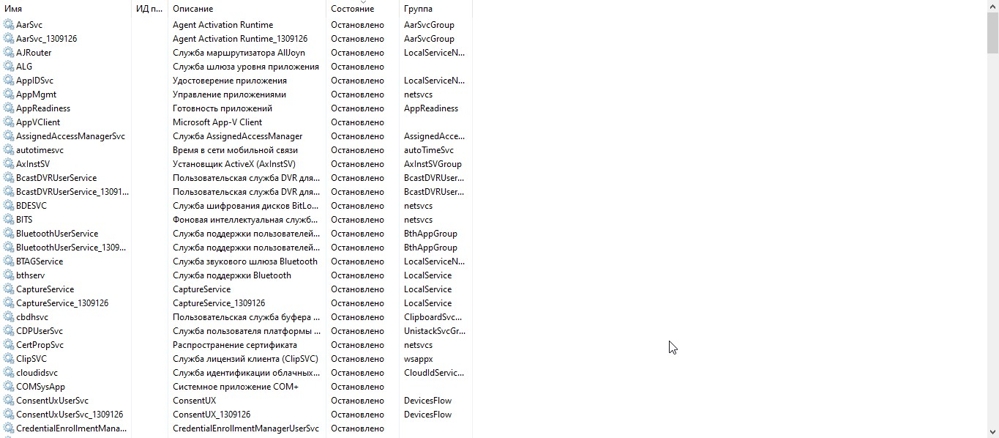 Имя ИД п... Описание Состояние Группа
AarSvc Agent Activation Runtime Остановлено AarSvcGroup
AarSvc_1309126 Agent Activation Runtime_1309126 Остановлено AarSvcGroup
AJRouter Служба маршрутизатора AllJoyn Остановлено LocalServiceN...
ALG Служба шлюза уровня приложения Остановлено
AppIDSvc Удостоверение приложения Остановлено LocalServiceN...
AppMgmt Управление приложениями Остановлено netsvcs
AppReadiness Готовность приложений Остановлено AppReadiness
AppVClient Microsoft App-V Client Остановлено
AssignedAccessManagerSvc Служба AssignedAccessManager Остановлено AssignedAcce...
autotimesvc Время в сети мобильной связи Остановлено autoTimeSvc
AxInstSV Установщик ActiveX (AxInstSV) Остановлено AxInstSVGroup
BcastDVRUserService Пользовательская служба DVR для... Остановлено BcastDVRUser...
BcastDVRUserService_13091... Пользовательская служба DVR для... Остановлено BcastDVRUser...
BDESVC Служба шифрования дисков BitLo... Остановлено netsvcs
BITS Фоновая интеллектуальная служб... Остановлено netsvcs
BluetoothUserService Служба поддержки пользователей... Остановлено BthAppGroup
BluetoothUserService_1309... Служба поддержки пользователей... Остановлено BthAppGroup
BTAGService Служба звукового шлюза Bluetooth Остановлено LocalServiceN...
bthserv Служба поддержки Bluetooth Остановлено LocalService
CaptureService CaptureService Остановлено LocalService
CaptureService_1309126 CaptureService_1309126 Остановлено LocalService
cbdhsvc Пользовательская служба буфера ... Остановлено ClipboardSvc...
CDPUserSvc Служба пользователя платформы ... Остановлено UnistackSvcGr...
CertPropSvc Распространение сертификата Остановлено netsvcs
ClipSVC Служба лицензий клиента (ClipSVC) Остановлено wsappx
cloudidsvc Служба идентификации облачных... Остановлено CloudIdServic...
COMSysApp Системное приложение COM+ Остановлено
ConsentUxUserSvc ConsentUX Остановлено DevicesFlow
ConsentUxUserSvc_1309126 ConsentUX_1309126 Остановлено DevicesFlow
CredentialEnrollmentMana... CredentialEnrollmentManagerUserSvc Остановлено